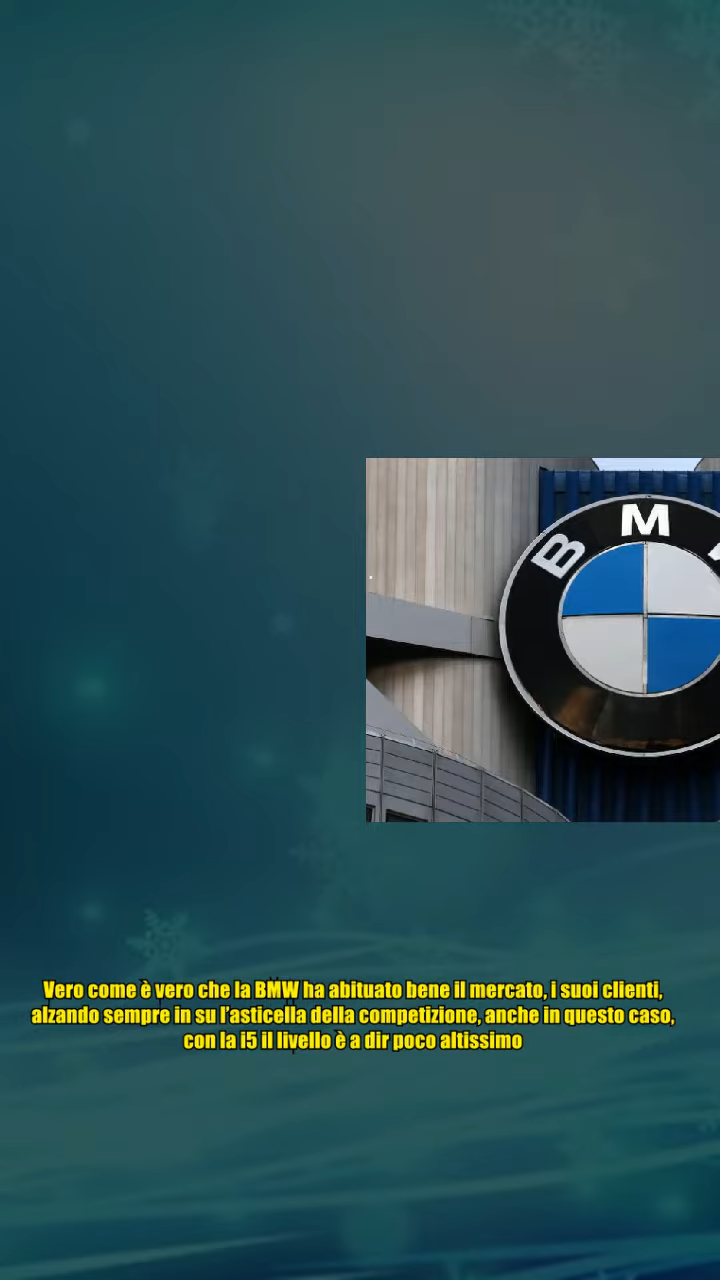 BM
Vero come è vero che la BMW ha abituato bene il mercato, i suoi clienti,
alzando sempre in su l'asticella della competizione, anche in questo caso,
con la i5 il livello è a dir poco altissimo